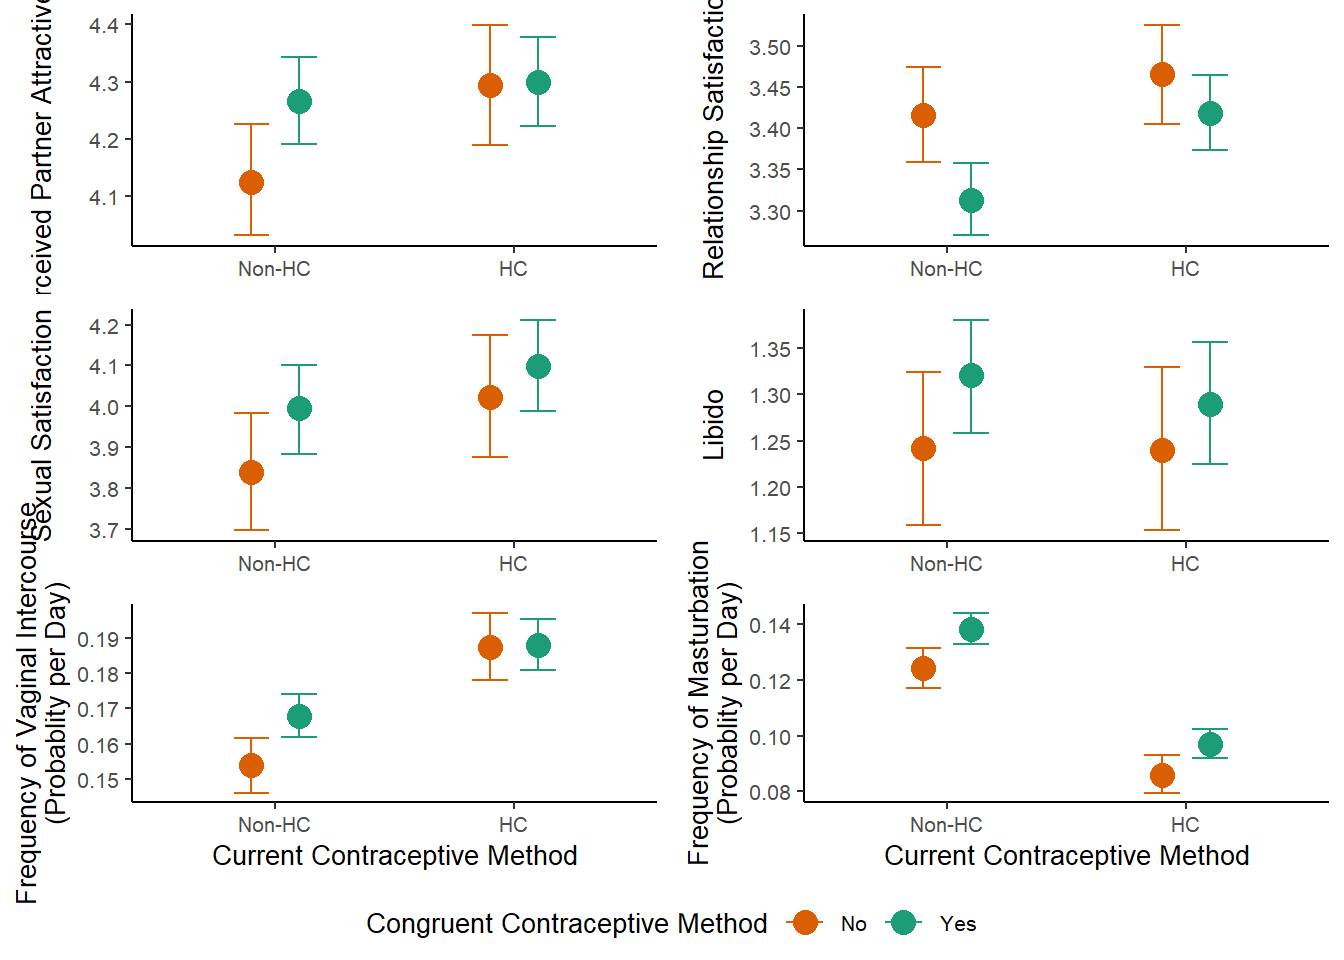 rceived Partner Attractive
4.4
4.3
4.2
4.1
Non-HC
HC
Relationship Satisfactio
3.50
3.45
3.40
3.35
3.30
Non-HC
HC
Sexual Satisfaction
4.2
4.1
4.0
3.9
3.8
3.7
Non-HC
HC
Libido
1.35
1.30
1.25
1.20
1.15
Non-HC
HC
Frequency of Vaginal Intercourse
(Probablity per Day)
0.19
0.18
0.17
0.16
0.15
Non-HC
HC
Current Contraceptive Method
Frequency of Masturbation
(Probablity per Day)
0.14
0.12
0.10
0.08
Non-HC
HC
Current Contraceptive Method
Congruent Contraceptive Method
No
Yes